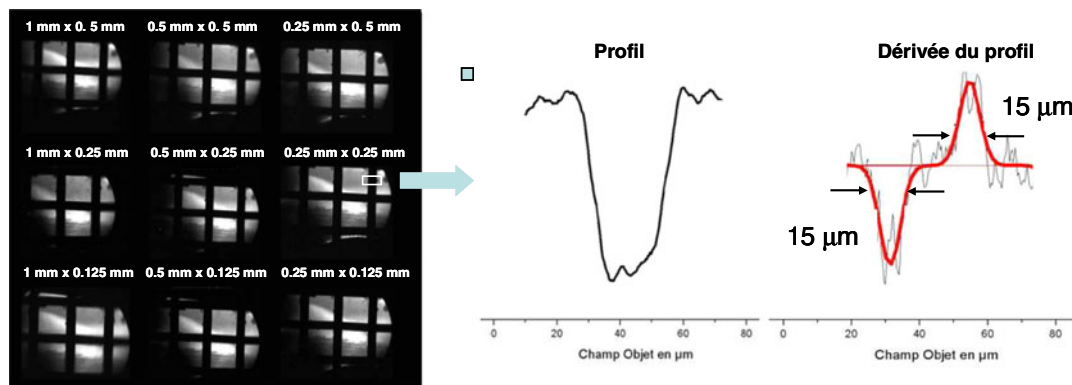 1 mm x 0. 5 mm 0.5 mm x 0. 5 mm 0.25 mm x 0. 5 mm
1 mm x 0.25 mm 0.5 mm x 0.25 mm 0.25 mm x 0.25 mm
1 mm x 0.125 mm 0.5 mm x 0.125 mm 0.25 mm x 0.125 mm
Profil
0 20 40 60 80
Champ Objet en µm
Dérivée du profil
15 µm
15 µm
0 20 40 60 80
Champ Objet en µm